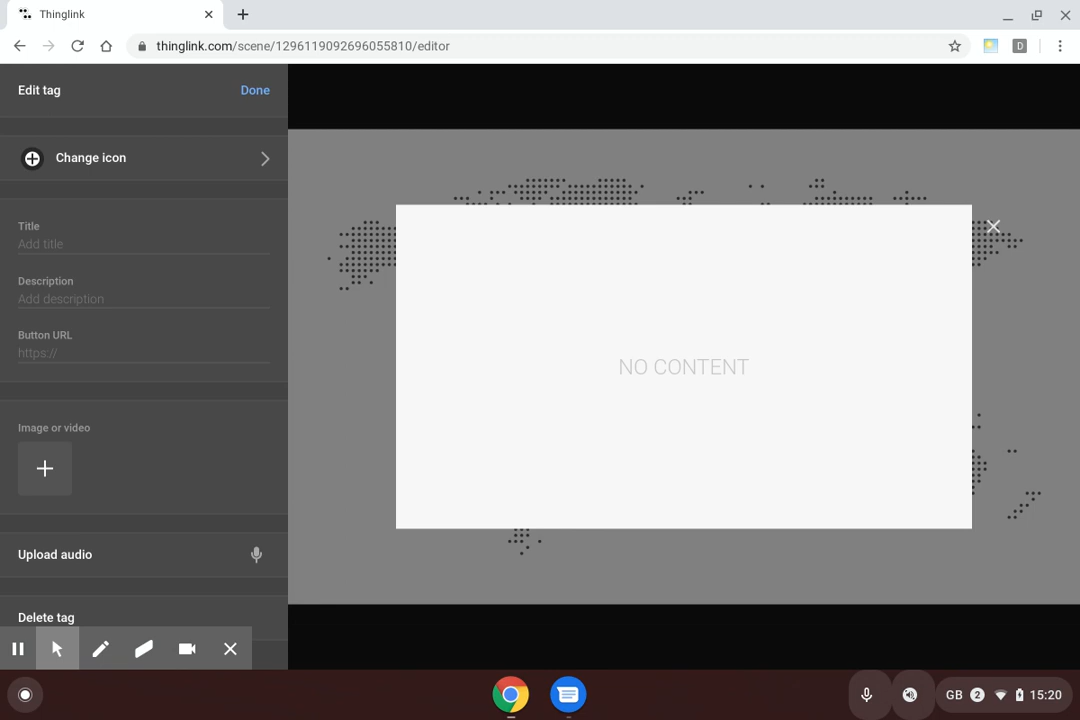 Thinglink
thinglink.com/scene/1296119092696055810/editor
D
Edit tag
Done
Change icon
Title
Add title
Description
Add description
Button URL
https://
Image or video
Upload audio
Delete tag
NO CONTENT
GB 2 15:20